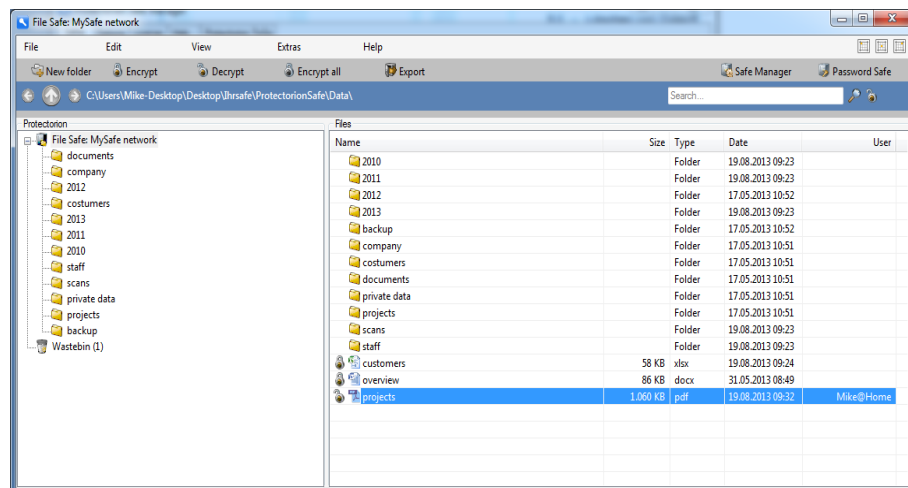 File Safe: MySafe network
File Edit View Extras Help
New folder Encrypt Decrypt Encrypt all Export Safe Manager Password Safe
C:\Users\Mike-Desktop\Desktop\Ihrsafe\ProtectorionSafe\Data\ Search...
Protectorion
File Safe: MySafe network
documents
company
2012
costumers
2013
2011
2010
staff
scans
private data
projects
backup
Wastebin (1)
Files
Name Size Type Date User
2010 Folder 19.08.2013 09:23
2011 Folder 19.08.2013 09:23
2012 Folder 17.05.2013 10:52
2013 Folder 19.08.2013 09:23
backup Folder 17.05.2013 10:52
company Folder 17.05.2013 10:51
costumers Folder 17.05.2013 10:51
documents Folder 17.05.2013 10:51
private data Folder 17.05.2013 10:51
projects Folder 17.05.2013 10:51
scans Folder 19.08.2013 09:23
staff Folder 19.08.2013 09:23
customers 58 KB xlsx 19.08.2013 09:24
overview 86 KB docx 31.05.2013 08:49
projects 1.060 KB pdf 19.08.2013 09:32 Mike@Home